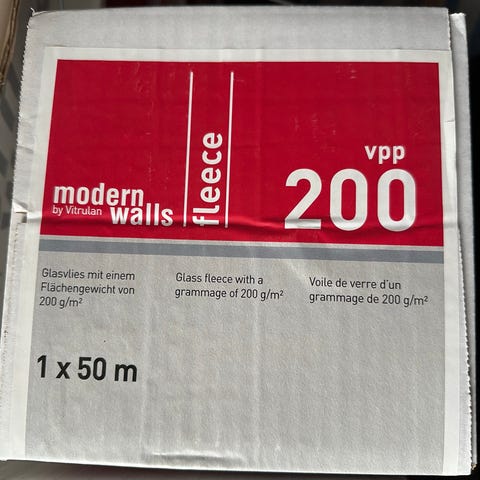 modern
by Vitrulan walls
fleece
vpp
200
Glasvlies mit einem
Flächengewicht von
200 g/m²
Glass fleece with a
grammage of 200 g/m²
Voile de verre d'un
grammage de 200 g/m²
1 x 50 m